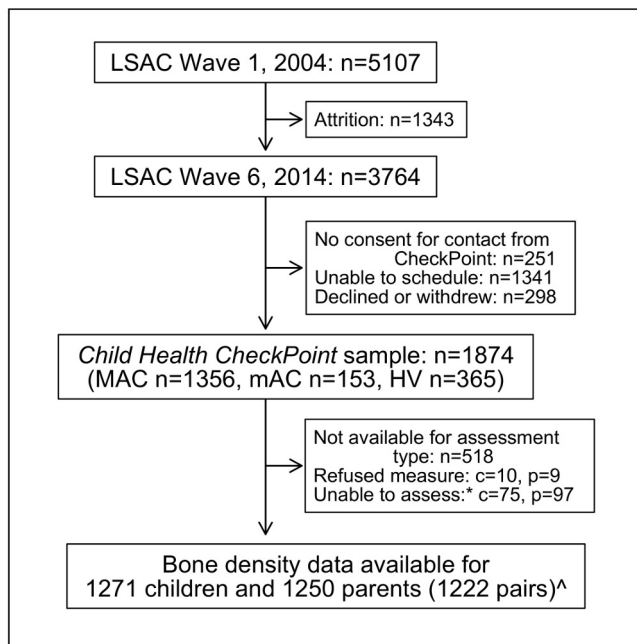 LSAC Wave 1, 2004: n=5107
Attrition: n=1343
LSAC Wave 6, 2014: n=3764
No consent for contact from
CheckPoint: n=251
Unable to schedule: n=1341
Declined or withdrew: n=298
Child Health CheckPoint sample: n=1874
(MAC n=1356, mAC n=153, HV n=365)
Not available for assessment
type: n=518
Refused measure: c=10, p=9
Unable to assess:* c=75, p=97
Bone density data available for
1271 children and 1250 parents (1222 pairs)^